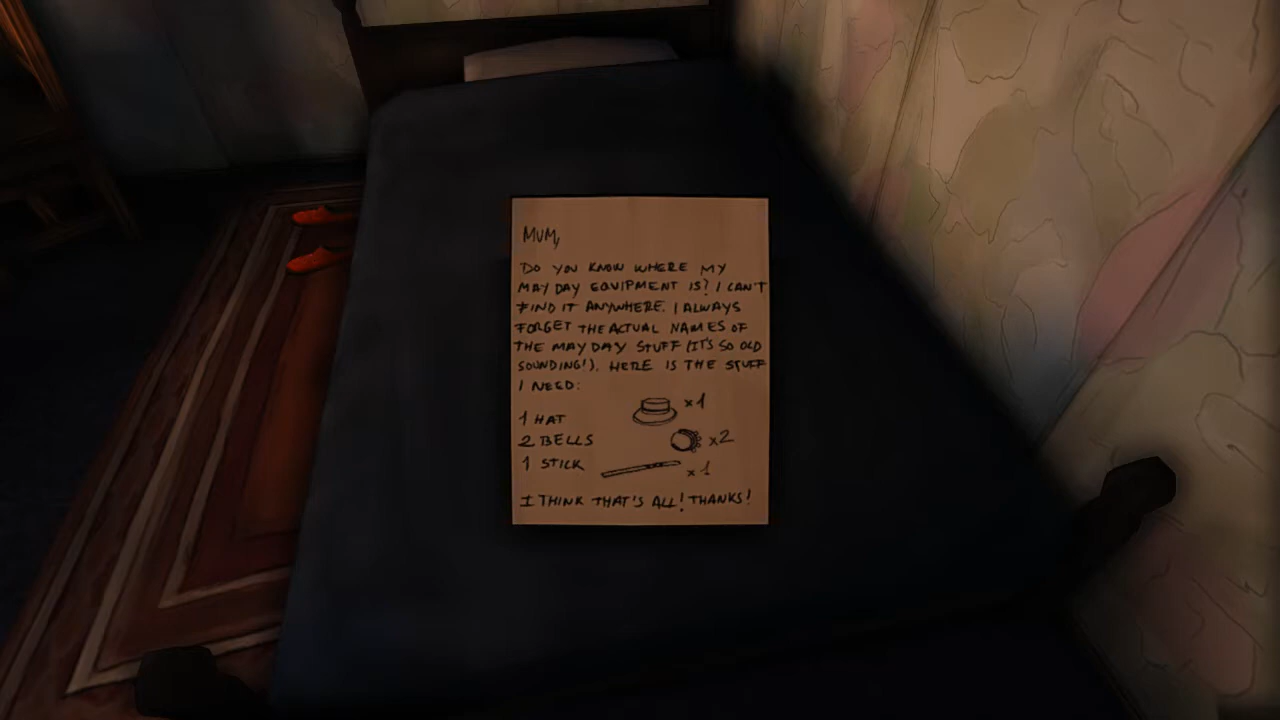 MUM,
DO YOU KNOW WHERE MY
MAY DAY EQUIPMENT IS? I CAN'T
FIND IT ANYWHERE. I ALWAYS
FORGET THE ACTUAL NAMES OF
THE MAY DAY STUFF (IT'S SO OLD
SOUNDING!). HERE IS THE STUFF
I NEED:
1 HAT x1
2 BELLS x2
1 STICK x1
I THINK THAT'S ALL! THANKS!